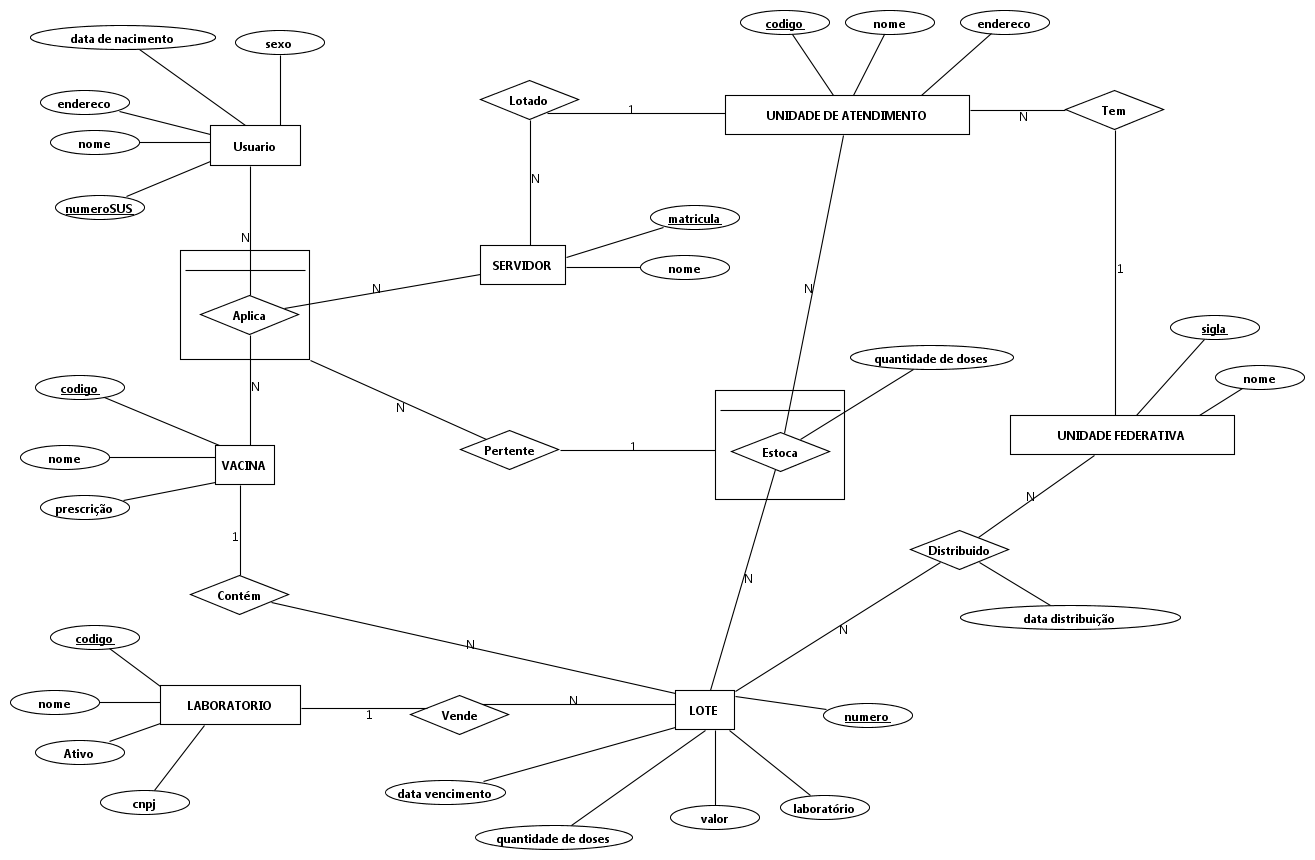 codigo
nome
endereco
data de nacimento
sexo
endereco
nome
numeroSUS
Usuario
Lotado
1
UNIDADE DE ATENDIMENTO
N
Tem
N
matricula
nome
SERVIDOR
N
N
Aplica
N
1
sigla
nome
UNIDADE FEDERATIVA
quantidade de doses
codigo
nome
prescrição
N
VACINA
N
Pertente
1
Estoca
N
Distribuido
data distribuição
1
Contém
N
N
N
codigo
nome
Ativo
cnpj
LABORATORIO
1
Vende
N
LOTE
numero
data vencimento
quantidade de doses
valor
laboratório